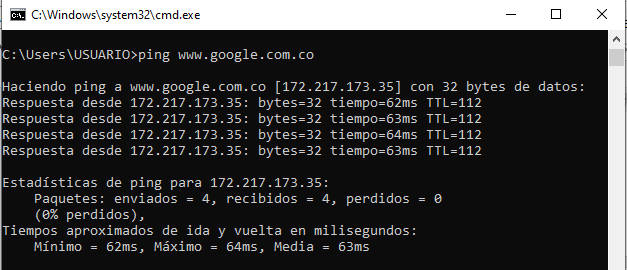 C:\Windows\system32\cmd.exe
C:\Users\USUARIO>ping www.google.com.co
Haciendo ping a www.google.com.co [172.217.173.35] con 32 bytes de datos:
Respuesta desde 172.217.173.35: bytes=32 tiempo=62ms TTL=112
Respuesta desde 172.217.173.35: bytes=32 tiempo=63ms TTL=112
Respuesta desde 172.217.173.35: bytes=32 tiempo=64ms TTL=112
Respuesta desde 172.217.173.35: bytes=32 tiempo=63ms TTL=112
Estadísticas de ping para 172.217.173.35:
Paquetes: enviados = 4, recibidos = 4, perdidos = 0
(0% perdidos),
Tiempos aproximados de ida y vuelta en milisegundos:
Mínimo = 62ms, Máximo = 64ms, Media = 63ms